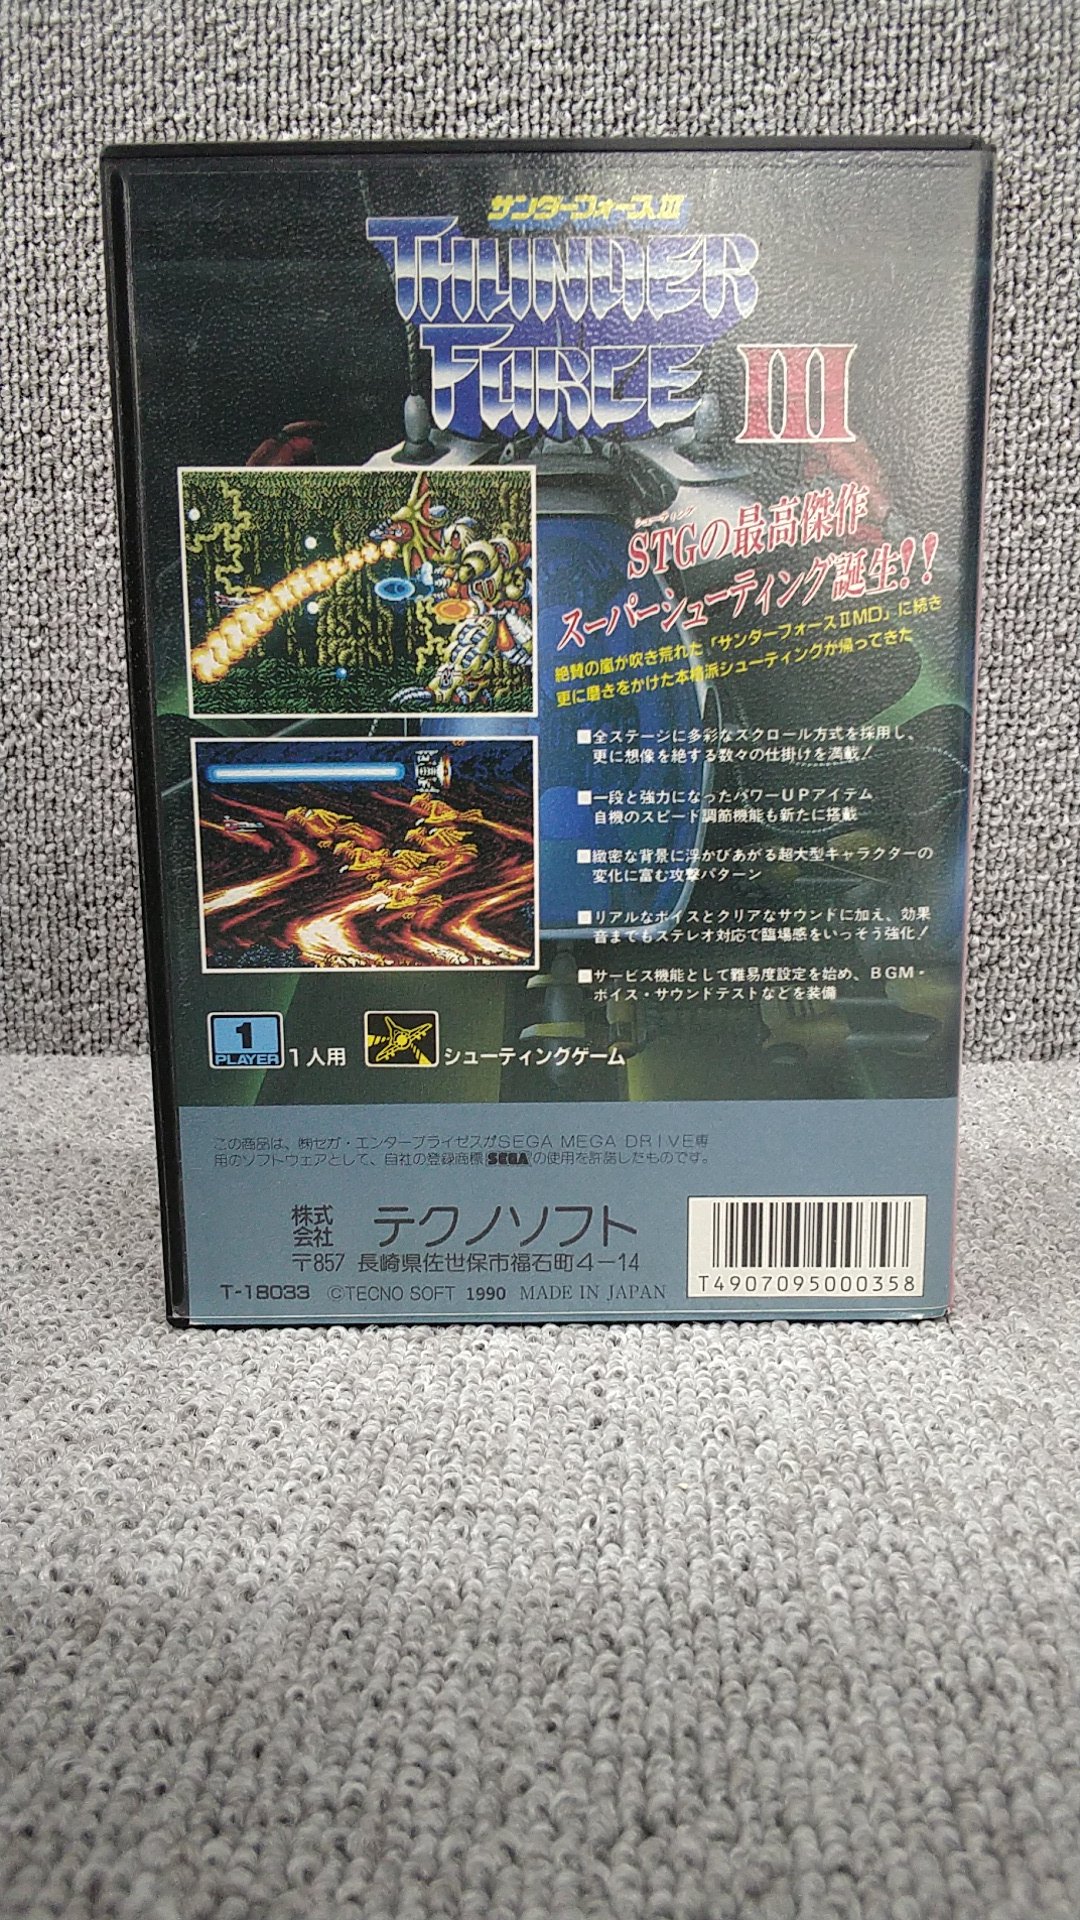 サンダーフォースIII
THUNDER
FORCE III
シューティング
STGの最高傑作
スーパーシューティング誕生!!
絶賛の嵐が吹き荒れた「サンダーフォースIIMD」に続き
更に磨きをかけた本格派シューティングが帰ってきた
■全ステージに多彩なスクロール方式を採用し、
更に想像を絶する数々の仕掛けを満載!
■一段と強力になったパワーUPアイテム
自機のスピード調節機能も新たに搭載
■緻密な背景に浮かびあがる超大型キャラクターの
変化に富む攻撃パターン
■リアルなボイスとクリアなサウンドに加え、効果
音までもステレオ対応で臨場感をいっそう強化!
■サービス機能として難易度設定を始め、BGM・
ボイス・サウンドテストなどを装備
1
PLAYER
1人用
シューティングゲーム
この商品は、㈱セガ・エンタープライゼスがSEGA MEGA DRIVE専
用のソフトウェアとして、自社の登録商標SEGAの使用を許諾したものです。
株式会社 テクノソフト
〒857 長崎県佐世保市福石町4-14
T-18033 ©TECNO SOFT 1990 MADE IN JAPAN
T4907095000358